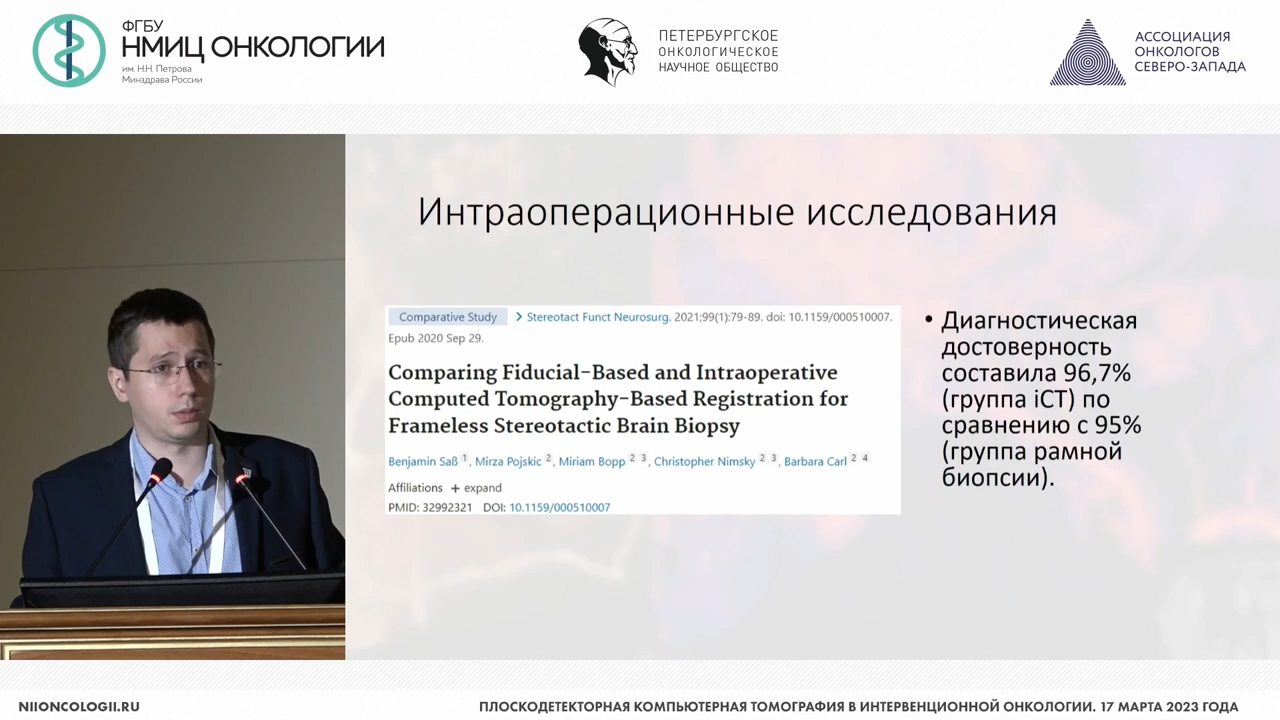 ФГБУ
НМИЦ ОНКОЛОГИИ
им. Н.Н. Петрова
Минздрава России
ПЕТЕРБУРГСКОЕ
ОНКОЛОГИЧЕСКОЕ
НАУЧНОЕ ОБЩЕСТВО
АССОЦИАЦИЯ
ОНКОЛОГОВ
СЕВЕРО-ЗАПАДА
Интраоперационные исследования
Comparative Study > Stereotact Funct Neurosurg. 2021;99(1):79-89. doi: 10.1159/000510007.
Epub 2020 Sep 29.
Comparing Fiducial-Based and Intraoperative
Computed Tomography-Based Registration for
Frameless Stereotactic Brain Biopsy
Benjamin Saß 1, Mirza Pojskic 2, Miriam Bopp 2 3, Christopher Nimsky 2 3, Barbara Carl 2 4
Affiliations + expand
PMID: 32992321 DOI: 10.1159/000510007
• Диагностическая
достоверность
составила 96,7%
(группа iCT) по
сравнению с 95%
(группа рамной
биопсии).
NIIONCOLOGII.RU
ПЛОСКОДЕТЕКТОРНАЯ КОМПЬЮТЕРНАЯ ТОМОГРАФИЯ В ИНТЕРВЕНЦИОННОЙ ОНКОЛОГИИ. 17 МАРТА 2023 ГОДА